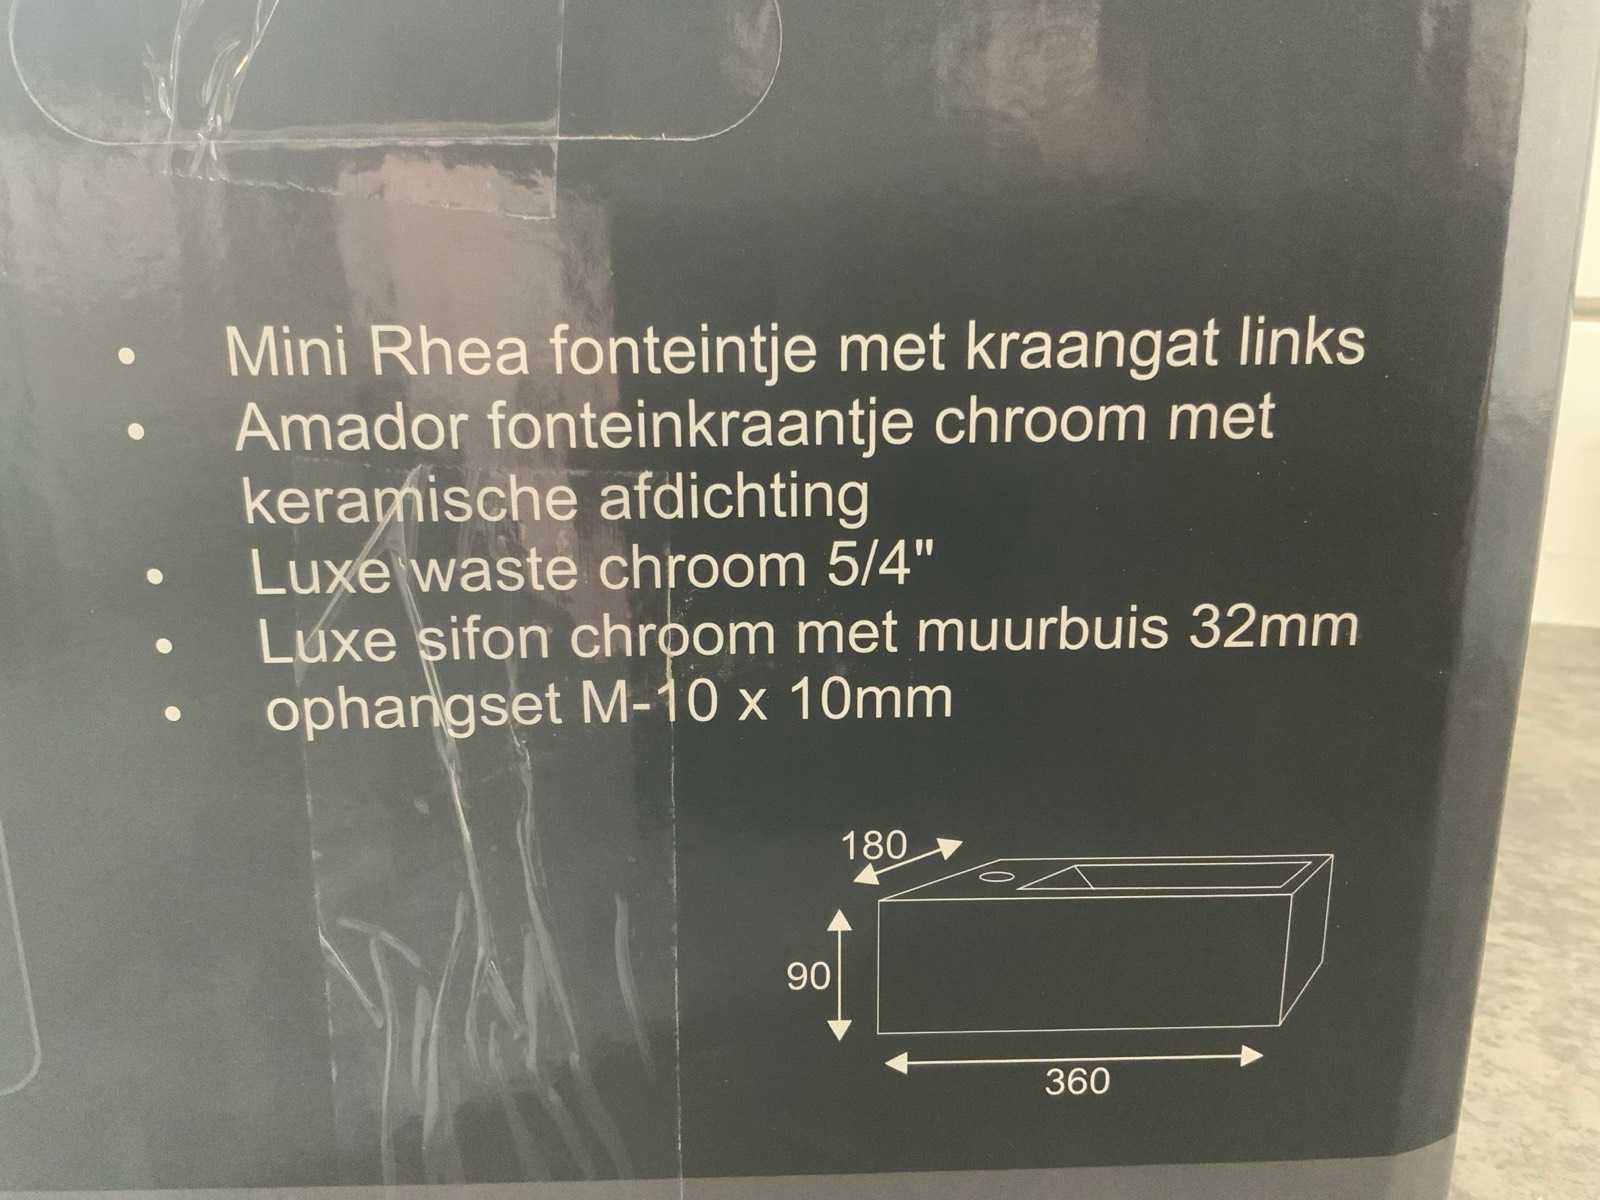 • Mini Rhea fonteintje met kraangat links
• Amador fonteinkraantje chroom met
keramische afdichting
• Luxe waste chroom 5/4"
• Luxe sifon chroom met muurbuis 32mm
• ophangset M-10 x 10mm
180
90
360